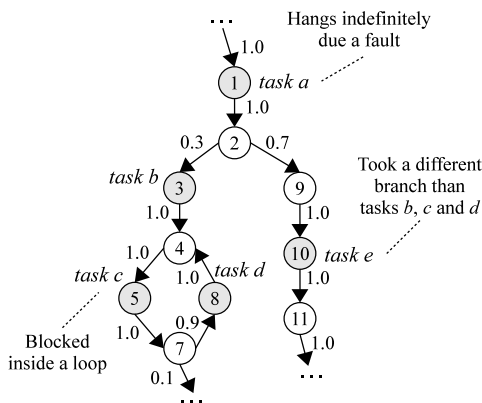 ...
Hangs indefinitely
due a fault
1.0
1 task a
1.0
2
0.3 0.7
task b
3
9
Took a different
branch than
tasks b, c and d
1.0 1.0
4
10 task e
1.0
task c
1.0 task d
1.0
5
8
11
Blocked
inside a loop
1.0
0.9
7
1.0
0.1
...
...